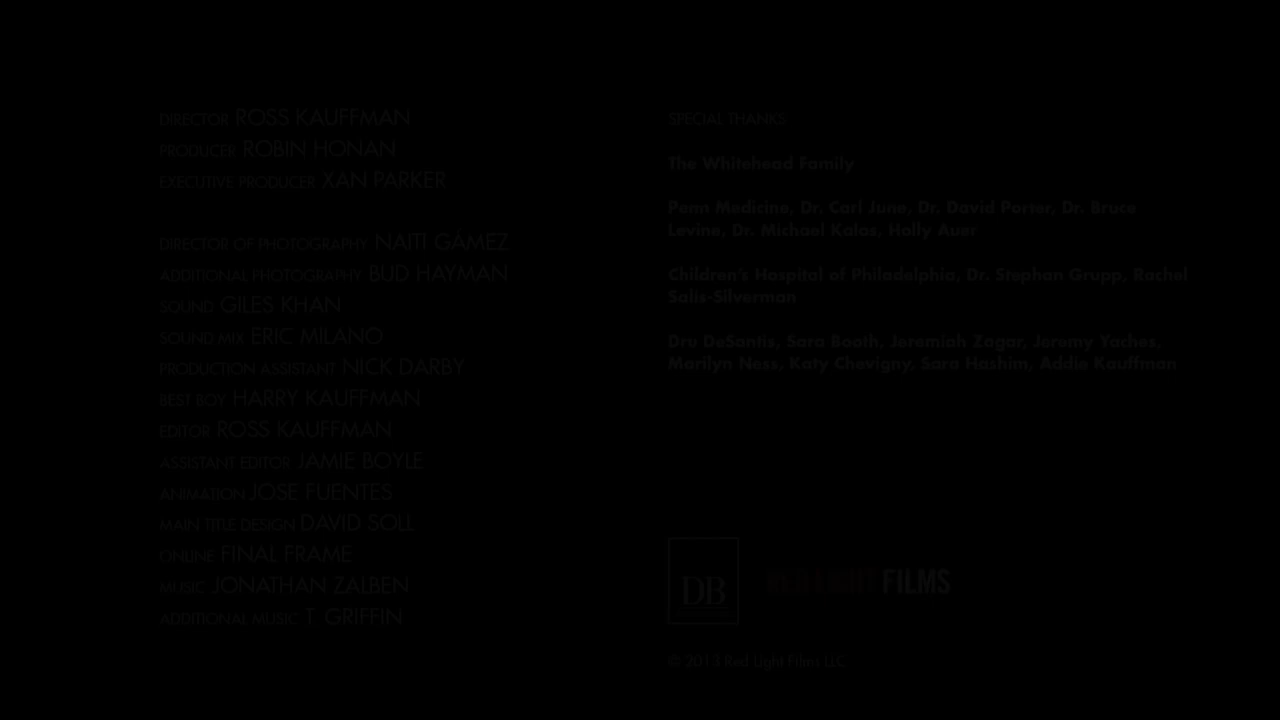 DIRECTOR ROSS KAUFFMAN
PRODUCER ROBIN HONAN
EXECUTIVE PRODUCER XAN PARKER
DIRECTOR OF PHOTOGRAPHY NAITI GÁMEZ
ADDITIONAL PHOTOGRAPHY BUD HAYMAN
SOUND GILES KHAN
SOUND MIX ERIC MILANO
PRODUCTION ASSISTANT NICK DARBY
BEST BOY HARRY KAUFFMAN
EDITOR ROSS KAUFFMAN
ASSISTANT EDITOR JAMIE BOYLE
ANIMATION JOSE FUENTES
MAIN TITLE DESIGN DAVID SOLL
ONLINE FINAL FRAME
MUSIC JONATHAN ZALBEN
ADDITIONAL MUSIC T. GRIFFIN
SPECIAL THANKS
The Whitehead Family
Penn Medicine, Dr. Carl June, Dr. David Porter, Dr. Bruce
Levine, Dr. Michael Kalos, Holly Auer
Children's Hospital of Philadelphia, Dr. Stephan Grupp, Rachel
Salis-Silverman
Dru DeSantis, Sara Booth, Jeremiah Zagar, Jeremy Yaches,
Marilyn Ness, Katy Chevigny, Sara Hashim, Addie Kauffman
DB
RED LIGHT FILMS
© 2013 Red Light Films LLC